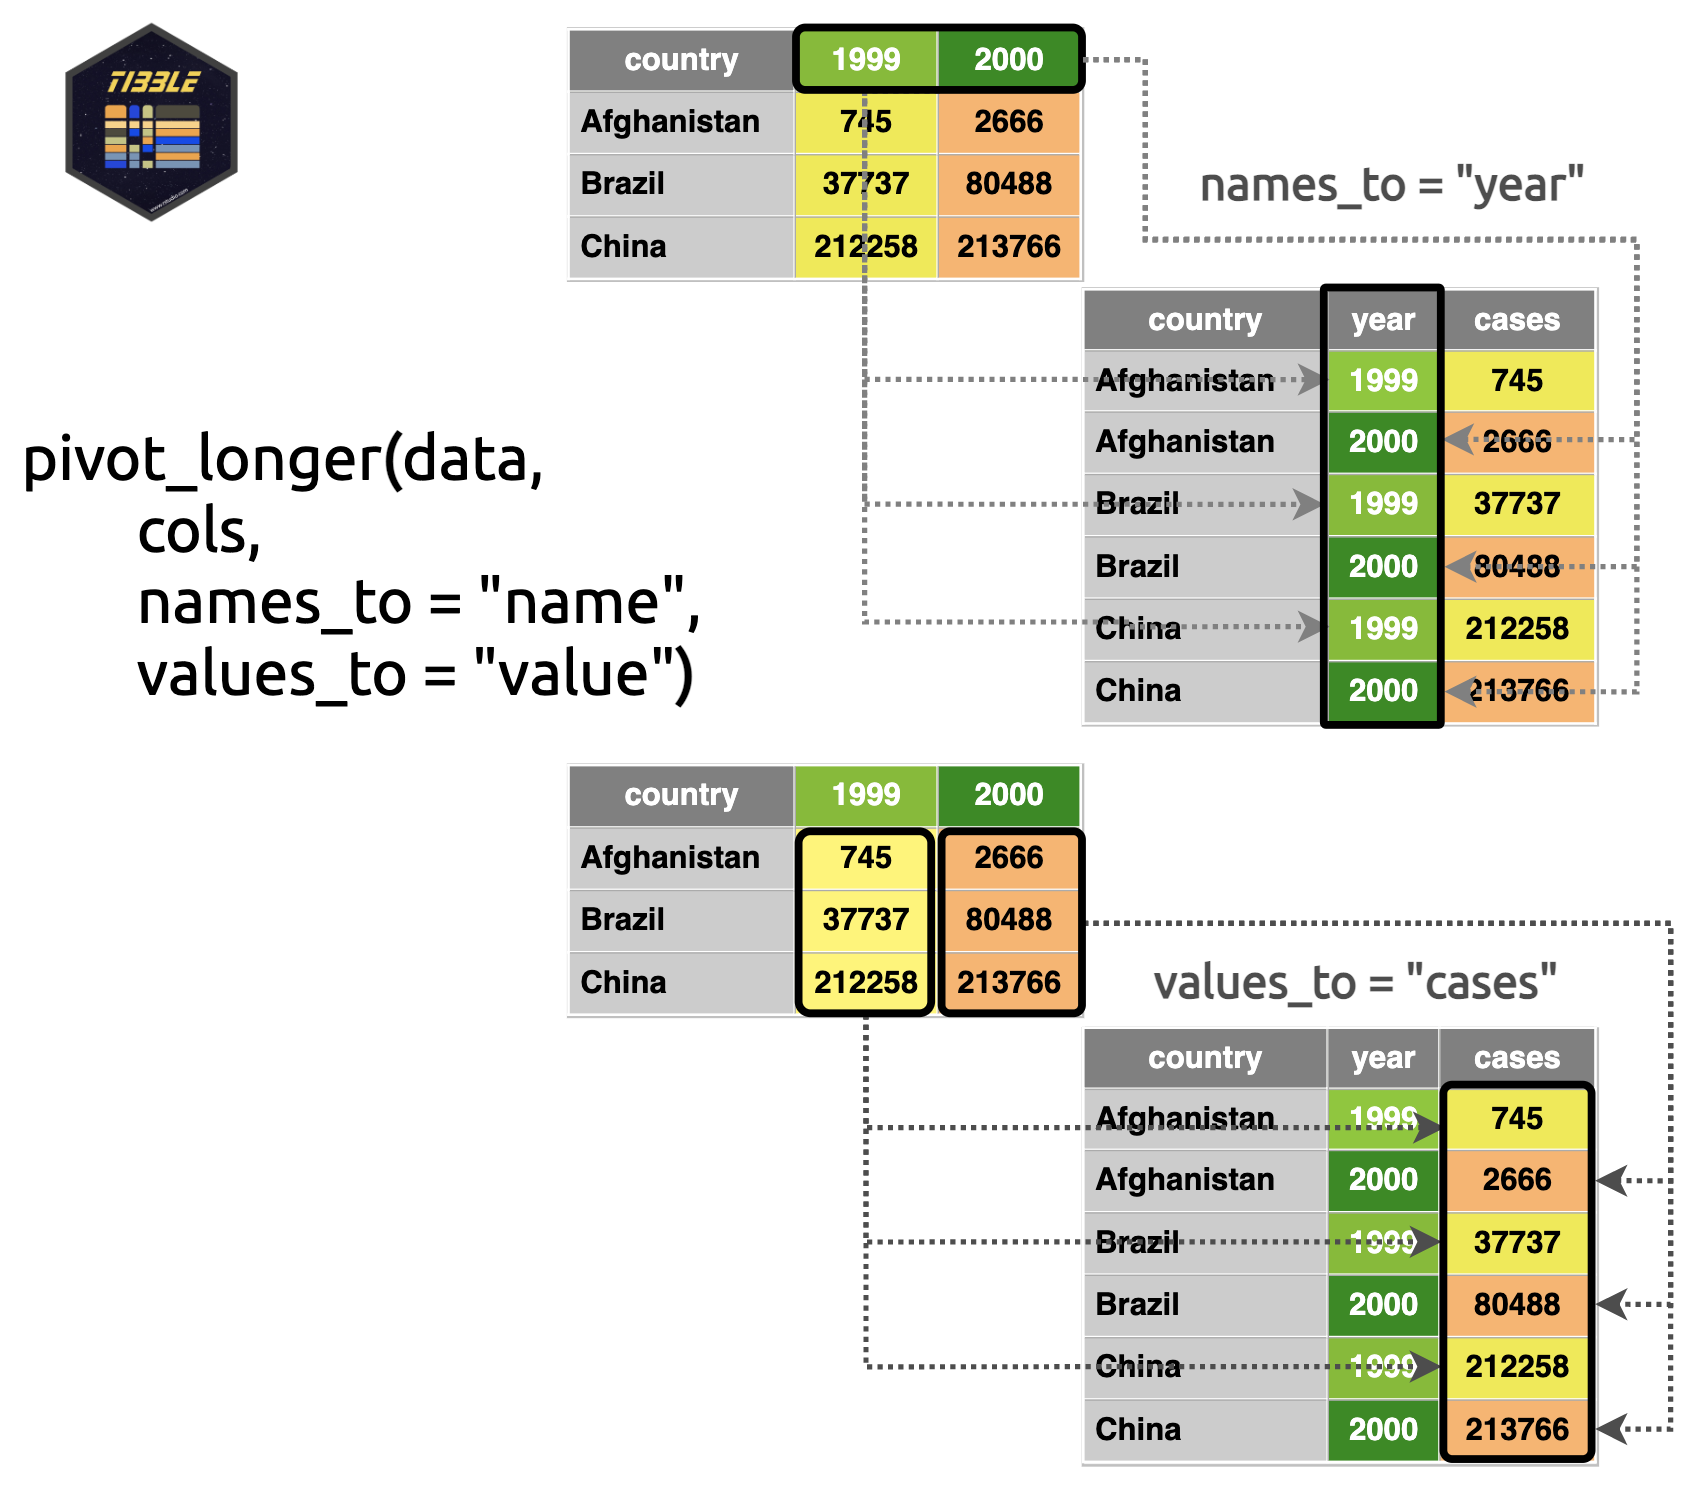 TIBBLE
www.rstudio.com
country 1999 2000
Afghanistan 745 2666
Brazil 37737 80488
China 212258 213766
names_to = "year"
country year cases
Afghanistan 1999 745
Afghanistan 2000 2666
Brazil 1999 37737
Brazil 2000 80488
China 1999 212258
China 2000 213766
pivot_longer(data,
cols,
names_to = "name",
values_to = "value")
country 1999 2000
Afghanistan 745 2666
Brazil 37737 80488
China 212258 213766
values_to = "cases"
country year cases
Afghanistan 1999 745
Afghanistan 2000 2666
Brazil 1999 37737
Brazil 2000 80488
China 1999 212258
China 2000 213766